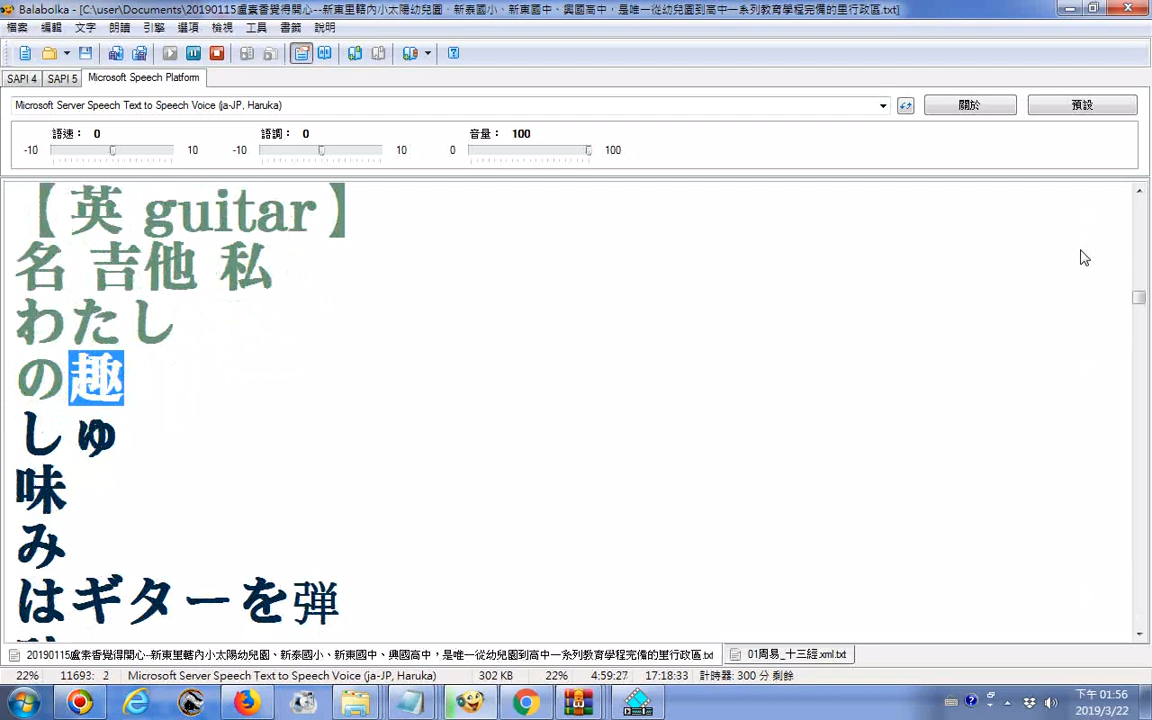 Balabolka - [C:\user\Documents\20190115盧素香覺得開心--新東里轄內小太陽幼兒園、新泰國小、新東國中、興國高中，是唯一從幼兒園到高中一系列教育學程完備的里行政區.txt]
檔案 編輯 文字 朗讀 引擎 選項 檢視 工具 書籤 說明
SAPI 4 SAPI 5 Microsoft Speech Platform
Microsoft Server Speech Text to Speech Voice (ja-JP, Haruka) 關於 預設
語速： 0 語調： 0 音量： 100
-10 10 -10 10 0 100
【英 guitar】
名 吉他 私
わたし
の趣
しゅ
味
み
はギターを弾
20190115盧素香覺得開心--新東里轄內小太陽幼兒園、新泰國小、新東國中、興國高中，是唯一從幼兒園到高中一系列教育學程完備的里行政區.txt 01周易_十三經.xml.txt
22% 11693: 2 Microsoft Server Speech Text to Speech Voice (ja-JP, Haruka) 302 KB 22% 4:59:27 17:18:33 計時器: 300 分 剩餘
下午 01:56
2019/3/22